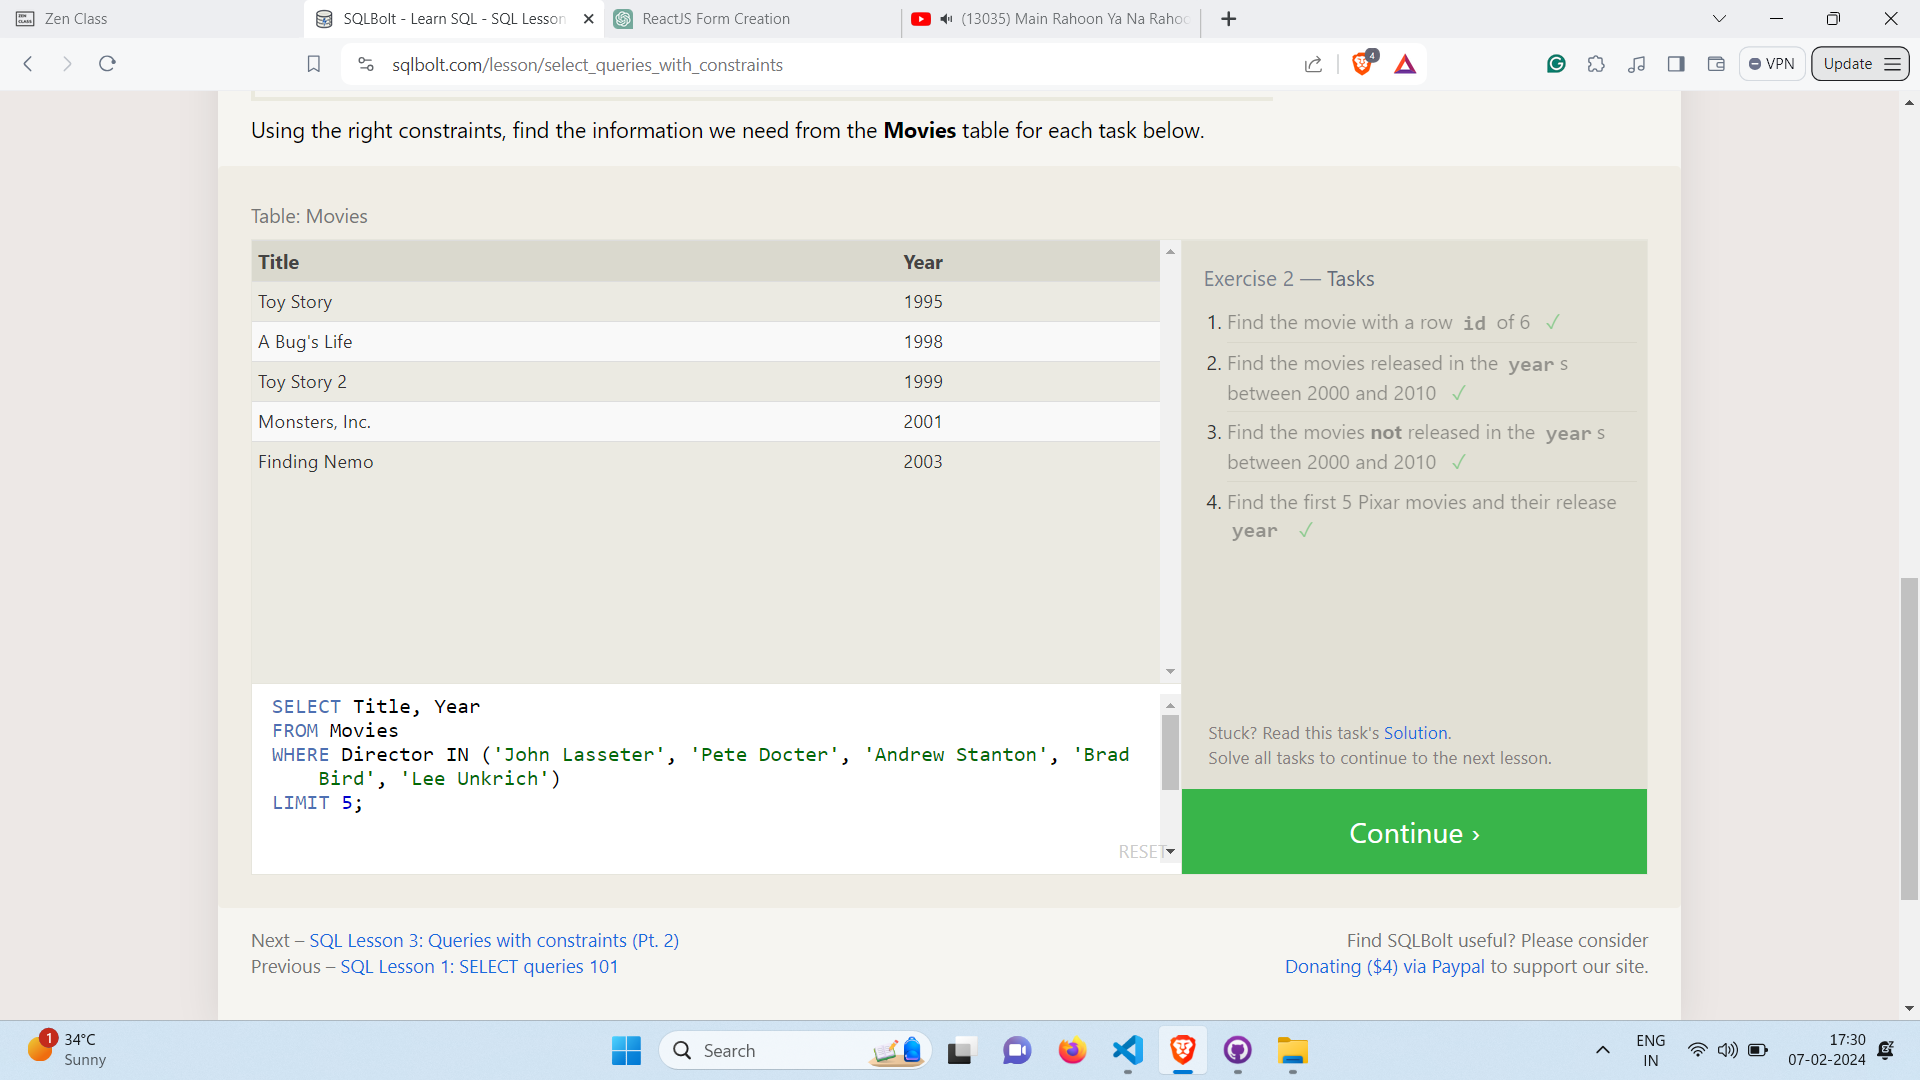 Zen Class
SQLBolt - Learn SQL - SQL Lesson
ReactJS Form Creation
(13035) Main Rahoon Ya Na Rahoo
sqlbolt.com/lesson/select_queries_with_constraints
4
VPN
Update
Using the right constraints, find the information we need from the Movies table for each task below.
Table: Movies
Title Year
Toy Story 1995
A Bug's Life 1998
Toy Story 2 1999
Monsters, Inc. 2001
Finding Nemo 2003
SELECT Title, Year
FROM Movies
WHERE Director IN ('John Lasseter', 'Pete Docter', 'Andrew Stanton', 'Brad
Bird', 'Lee Unkrich')
LIMIT 5;
RESET
Exercise 2 — Tasks
1. Find the movie with a row id of 6 ✓
2. Find the movies released in the year s
between 2000 and 2010 ✓
3. Find the movies not released in the year s
between 2000 and 2010 ✓
4. Find the first 5 Pixar movies and their release
year ✓
Stuck? Read this task's Solution.
Solve all tasks to continue to the next lesson.
Continue ›
Next – SQL Lesson 3: Queries with constraints (Pt. 2)
Previous – SQL Lesson 1: SELECT queries 101
Find SQLBolt useful? Please consider
Donating ($4) via Paypal to support our site.
1
34°C
Sunny
Search
ENG
IN
17:30
07-02-2024